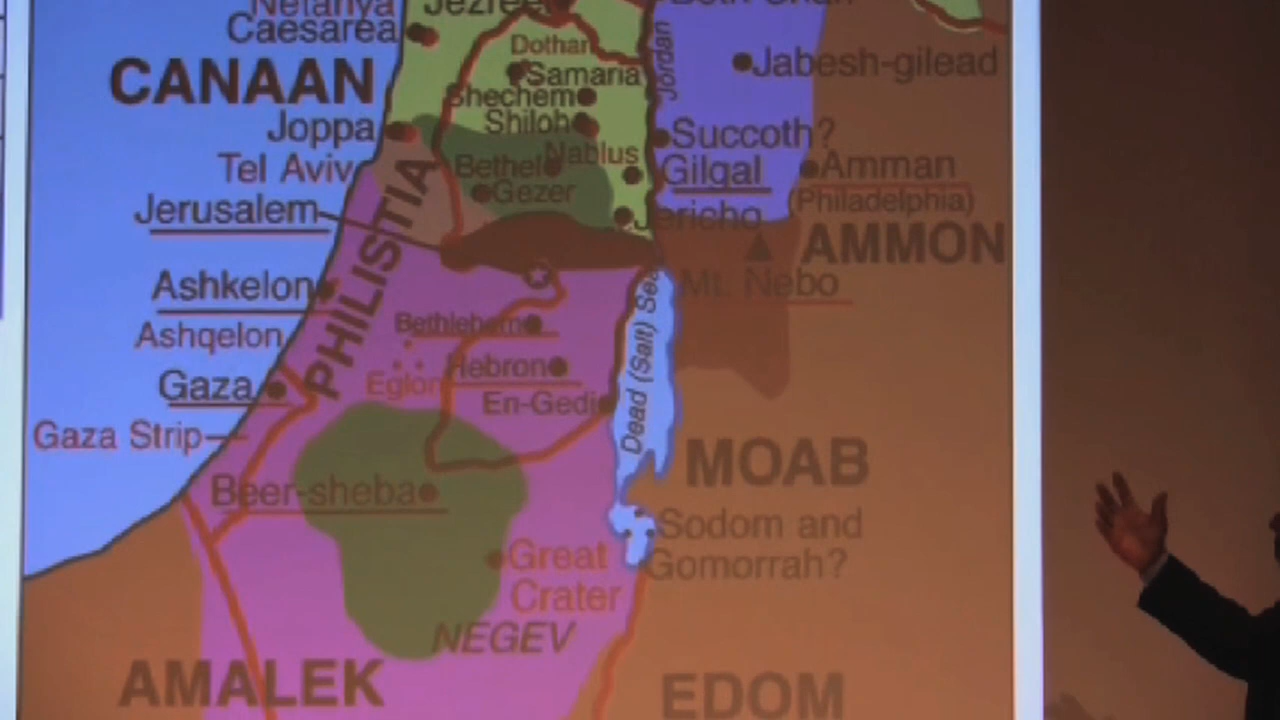 Netanya
Jezree
Caesarea
Dothan
Jordan
Jabesh-gilead
CANAAN
Samaria
Shechem
Joppa
Shiloh
Succoth?
Tel Aviv
Bethel
Nablus
Gilgal
Amman
Gezer
(Philadelphia)
Jerusalem
Jericho
AMMON
PHILISTIA
Ashkelon
Mt. Nebo
Ashqelon
Bethlehem
Dead (Salt) Sea
Gaza
Eglon
Hebron
En-Gedi
Gaza Strip
MOAB
Beer-sheba
Sodom and
Gomorrah?
Great
Crater
NEGEV
AMALEK
EDOM